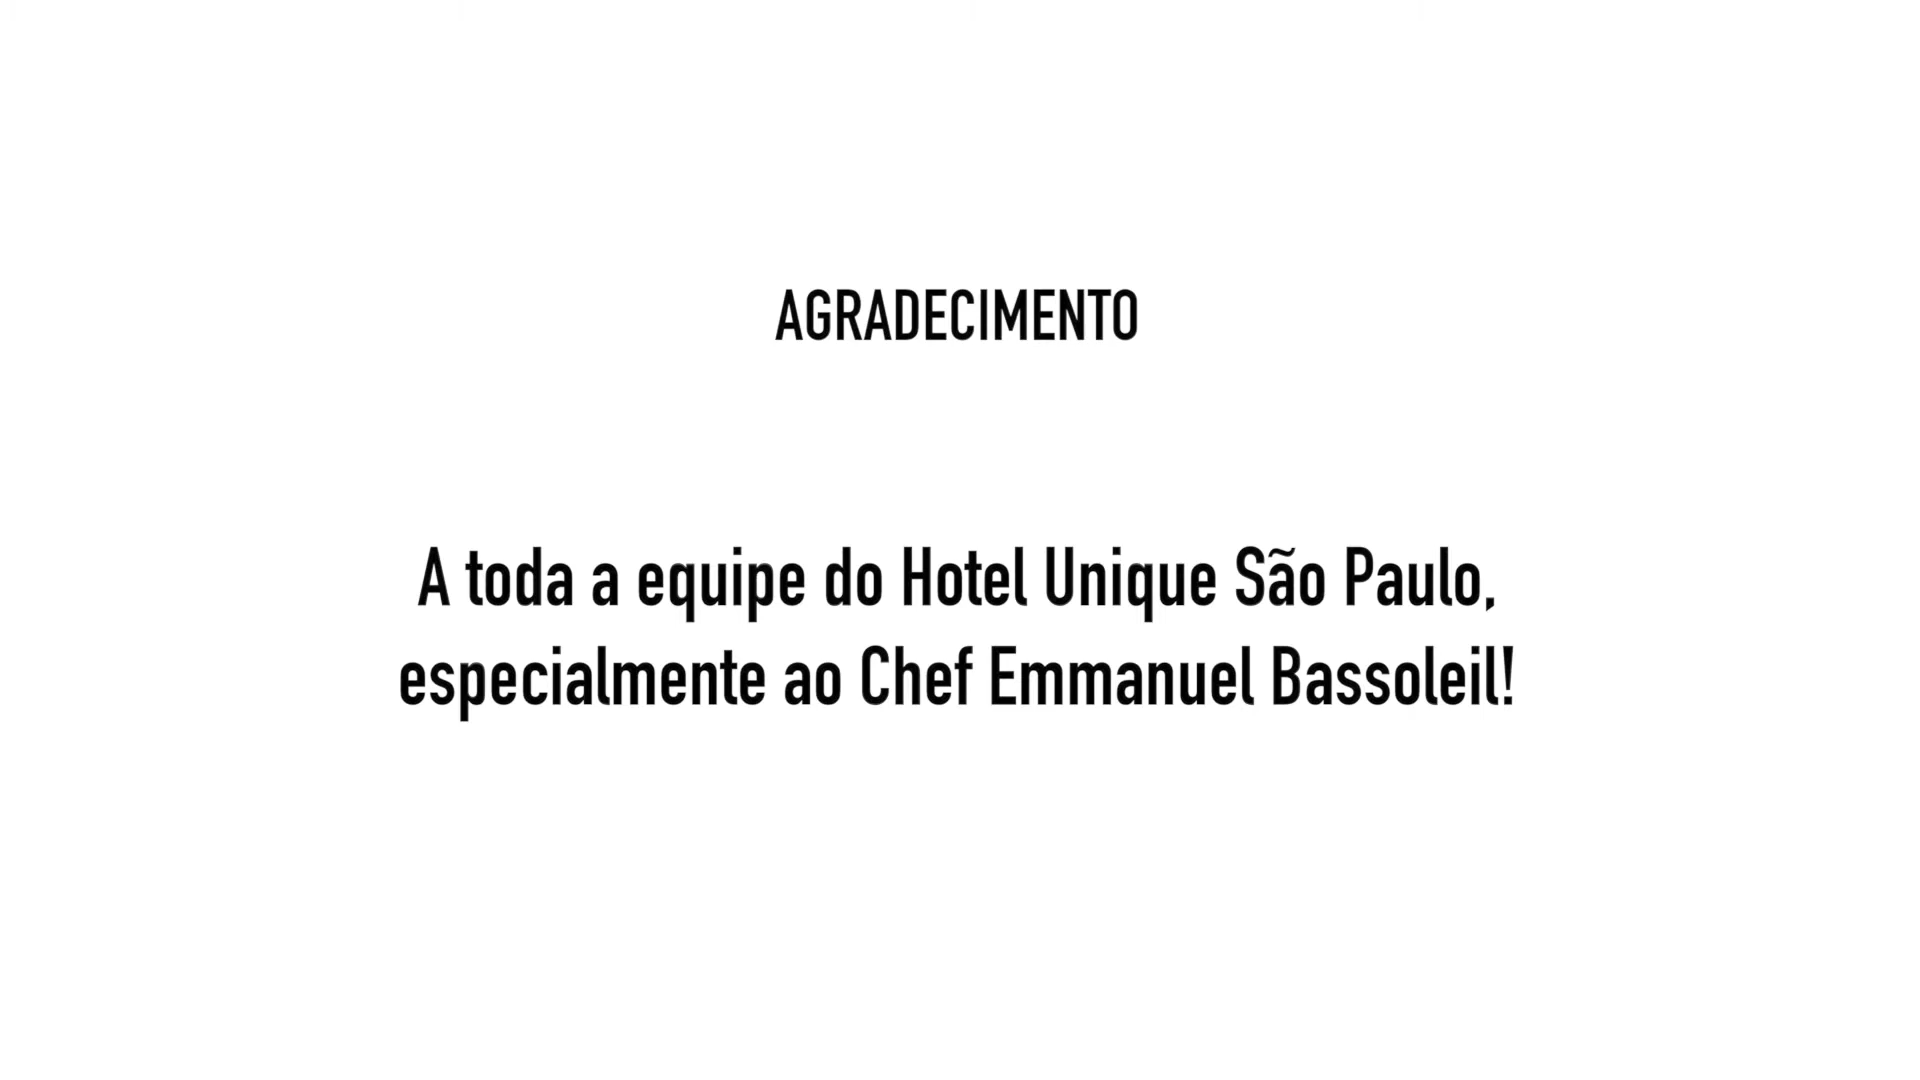 AGRADECIMENTO
A toda a equipe do Hotel Unique São Paulo,
especialmente ao Chef Emmanuel Bassoleil!